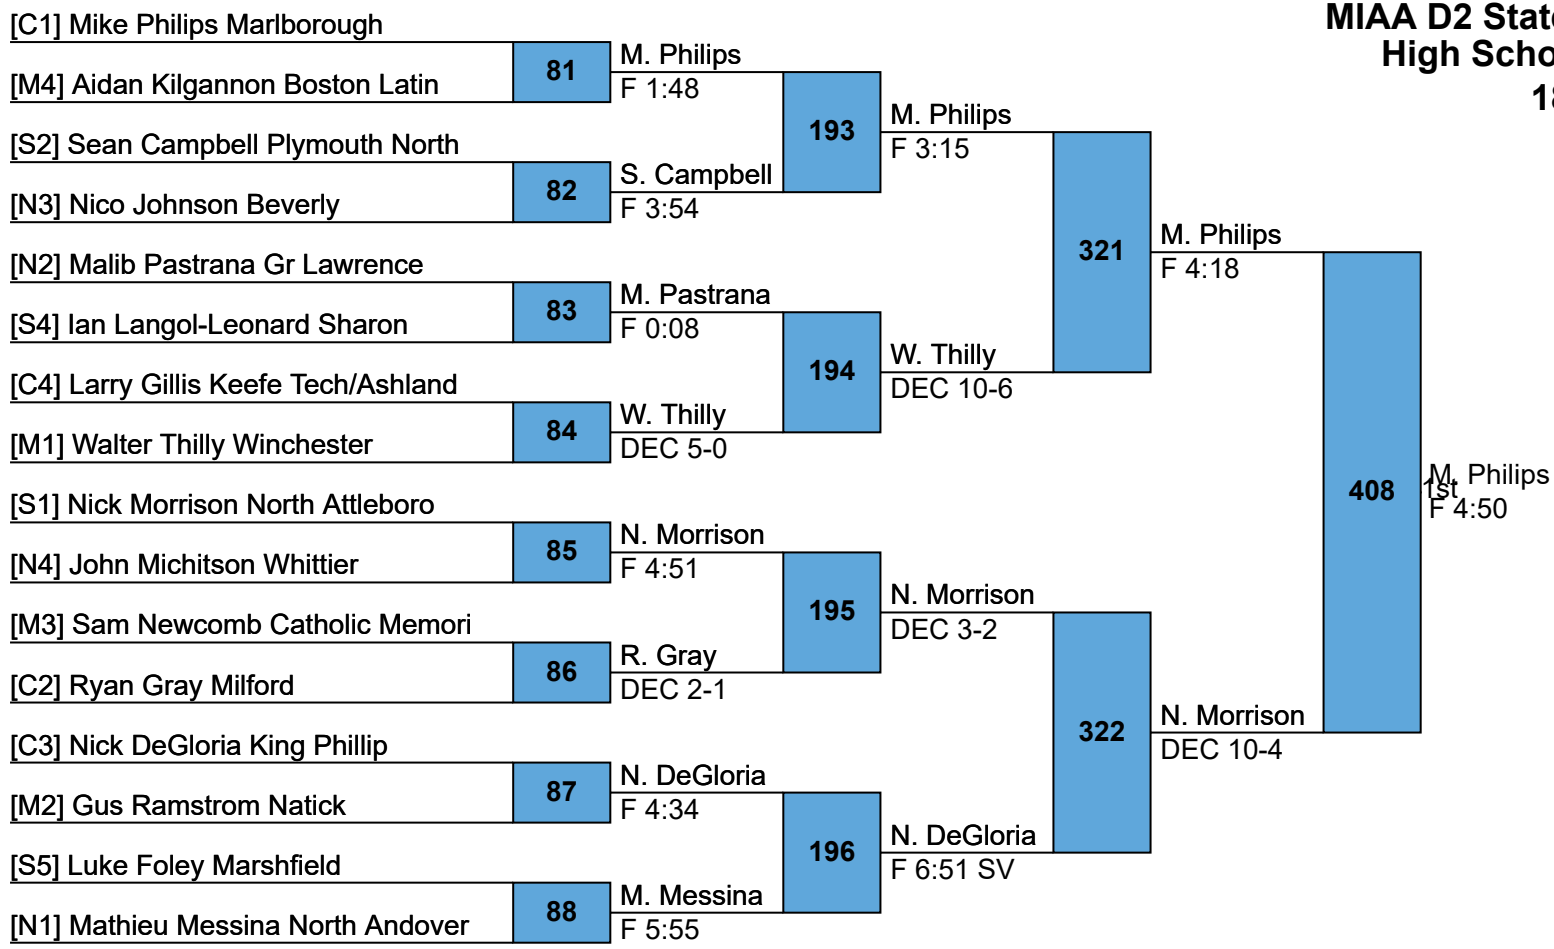 MIAA D2 State
High Scho
18
[C1] Mike Philips Marlborough
81
M. Philips
F 1:48
[M4] Aidan Kilgannon Boston Latin
193
M. Philips
F 3:15
[S2] Sean Campbell Plymouth North
82
S. Campbell
F 3:54
[N3] Nico Johnson Beverly
321
M. Philips
F 4:18
[N2] Malib Pastrana Gr Lawrence
83
M. Pastrana
F 0:08
[S4] Ian Langol-Leonard Sharon
194
W. Thilly
DEC 10-6
[C4] Larry Gillis Keefe Tech/Ashland
84
W. Thilly
DEC 5-0
[M1] Walter Thilly Winchester
408
M. Philips
1st
F 4:50
[S1] Nick Morrison North Attleboro
85
N. Morrison
F 4:51
[N4] John Michitson Whittier
195
N. Morrison
DEC 3-2
[M3] Sam Newcomb Catholic Memori
86
R. Gray
DEC 2-1
[C2] Ryan Gray Milford
322
N. Morrison
DEC 10-4
[C3] Nick DeGloria King Phillip
87
N. DeGloria
F 4:34
[M2] Gus Ramstrom Natick
196
N. DeGloria
F 6:51 SV
[S5] Luke Foley Marshfield
88
M. Messina
F 5:55
[N1] Mathieu Messina North Andover